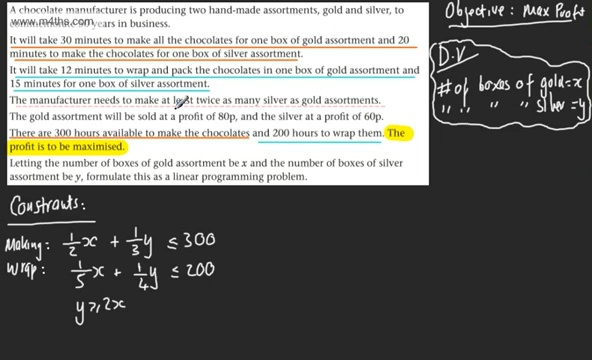 A chocolate manufacturer is producing two hand-made assortments, gold and silver, to
www.m4ths.com years in business.
It will take 30 minutes to make all the chocolates for one box of gold assortment and 20
minutes to make the chocolates for one box of silver assortment.
It will take 12 minutes to wrap and pack the chocolates in one box of gold assortment and
15 minutes for one box of silver assortment.
The manufacturer needs to make at least twice as many silver as gold assortments.
The gold assortment will be sold at a profit of 80p, and the silver at a profit of 60p.
There are 300 hours available to make the chocolates and 200 hours to wrap them. The
profit is to be maximised.
Letting the number of boxes of gold assortment be x and the number of boxes of silver
assortment be y, formulate this as a linear programming problem.
Objective: Max Profit
D.V
# of boxes of gold = x
" " " " silver = y
Constraints:
Making: 1/2 x + 1/3 y ≤ 300
Wrap: 1/5 x + 1/4 y ≤ 200
y ≥ 2x